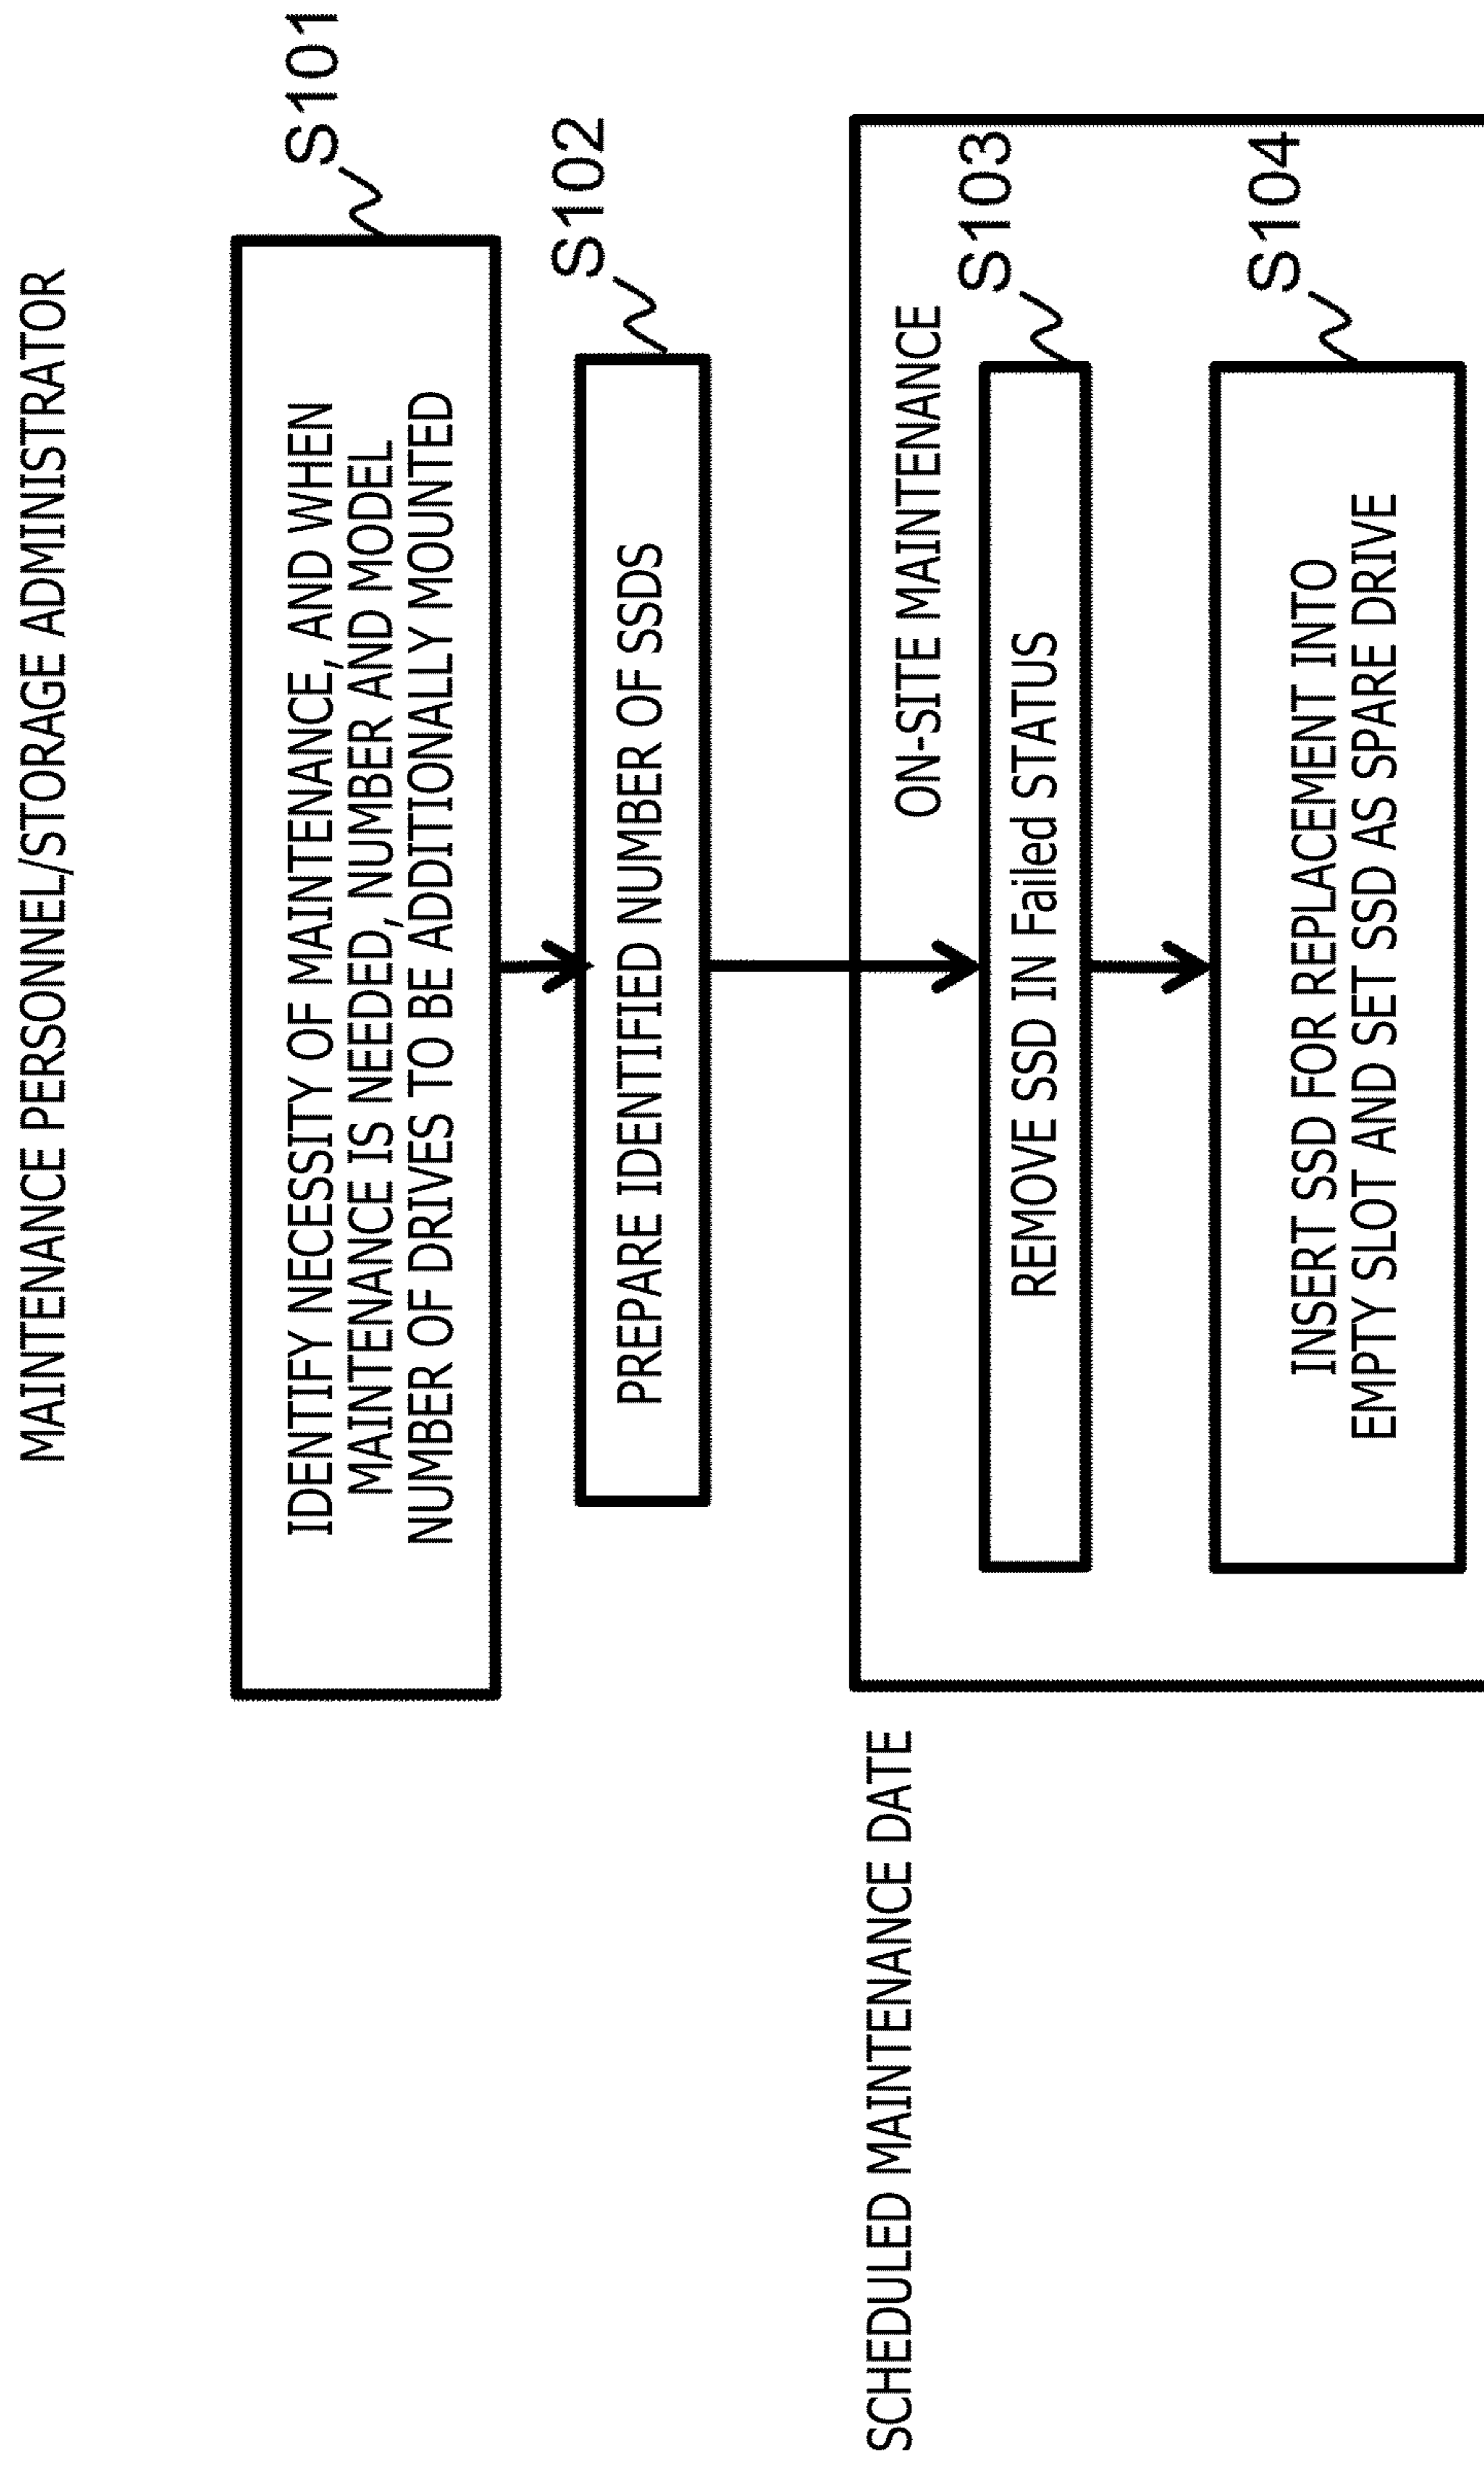 MAINTENANCE PERSONNEL/STORAGE ADMINISTRATOR
S101
IDENTIFY NECESSITY OF MAINTENANCE, AND WHEN
MAINTENANCE IS NEEDED, NUMBER AND MODEL
NUMBER OF DRIVES TO BE ADDITIONALLY MOUNTED
S102
PREPARE IDENTIFIED NUMBER OF SSDS
SCHEDULED MAINTENANCE DATE
ON-SITE MAINTENANCE
S103
REMOVE SSD IN Failed STATUS
S104
INSERT SSD FOR REPLACEMENT INTO
EMPTY SLOT AND SET SSD AS SPARE DRIVE